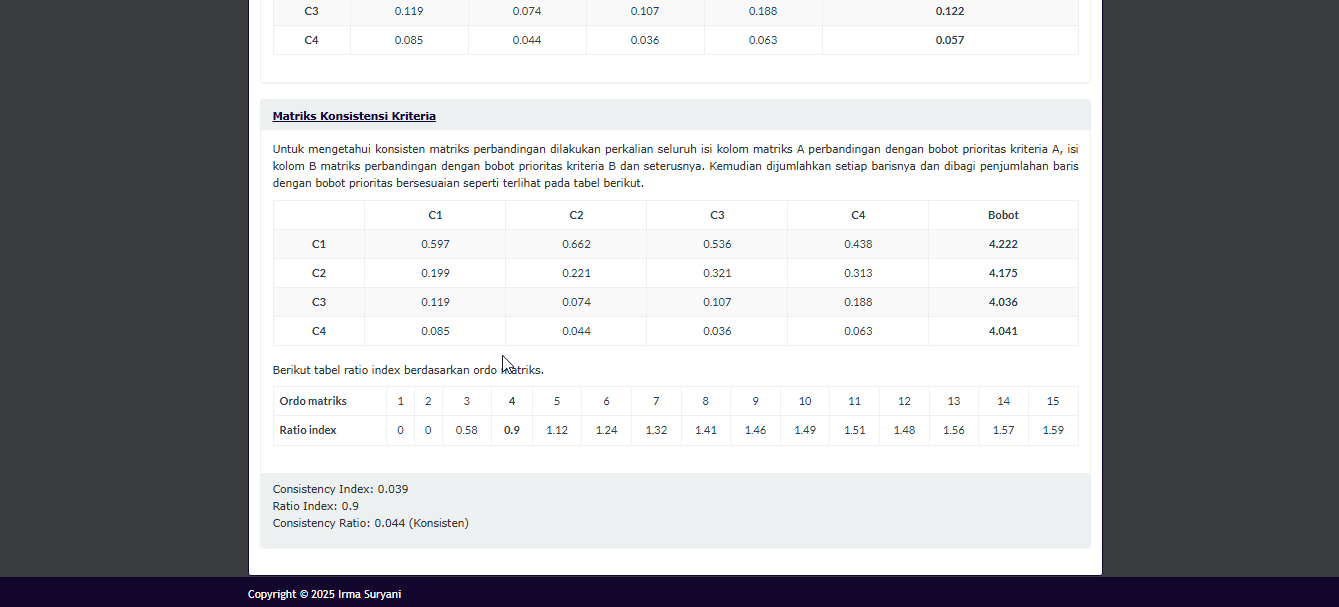 C3 0.119 0.074 0.107 0.188 0.122
C4 0.085 0.044 0.036 0.063 0.057
Matriks Konsistensi Kriteria
Untuk mengetahui konsisten matriks perbandingan dilakukan perkalian seluruh isi kolom matriks A perbandingan dengan bobot prioritas kriteria A, isi
kolom B matriks perbandingan dengan bobot prioritas kriteria B dan seterusnya. Kemudian dijumlahkan setiap barisnya dan dibagi penjumlahan baris
dengan bobot prioritas bersesuaian seperti terlihat pada tabel berikut.
C1 C2 C3 C4 Bobot
C1 0.597 0.662 0.536 0.438 4.222
C2 0.199 0.221 0.321 0.313 4.175
C3 0.119 0.074 0.107 0.188 4.036
C4 0.085 0.044 0.036 0.063 4.041
Berikut tabel ratio index berdasarkan ordo matriks.
Ordo matriks 1 2 3 4 5 6 7 8 9 10 11 12 13 14 15
Ratio index 0 0 0.58 0.9 1.12 1.24 1.32 1.41 1.46 1.49 1.51 1.48 1.56 1.57 1.59
Consistency Index: 0.039
Ratio Index: 0.9
Consistency Ratio: 0.044 (Konsisten)
Copyright © 2025 Irma Suryani